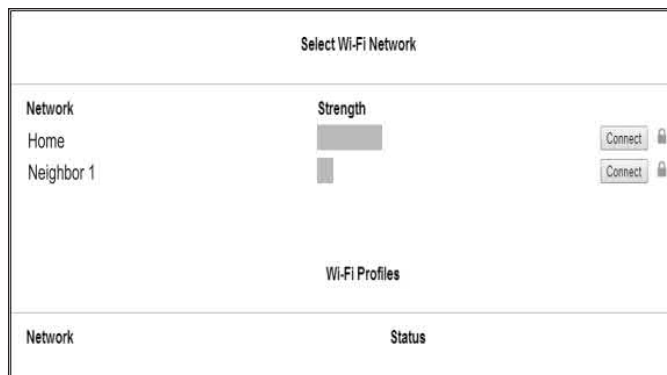 Select Wi-Fi Network
Network Strength
Home Connect
Neighbor 1 Connect
Wi-Fi Profiles
Network Status